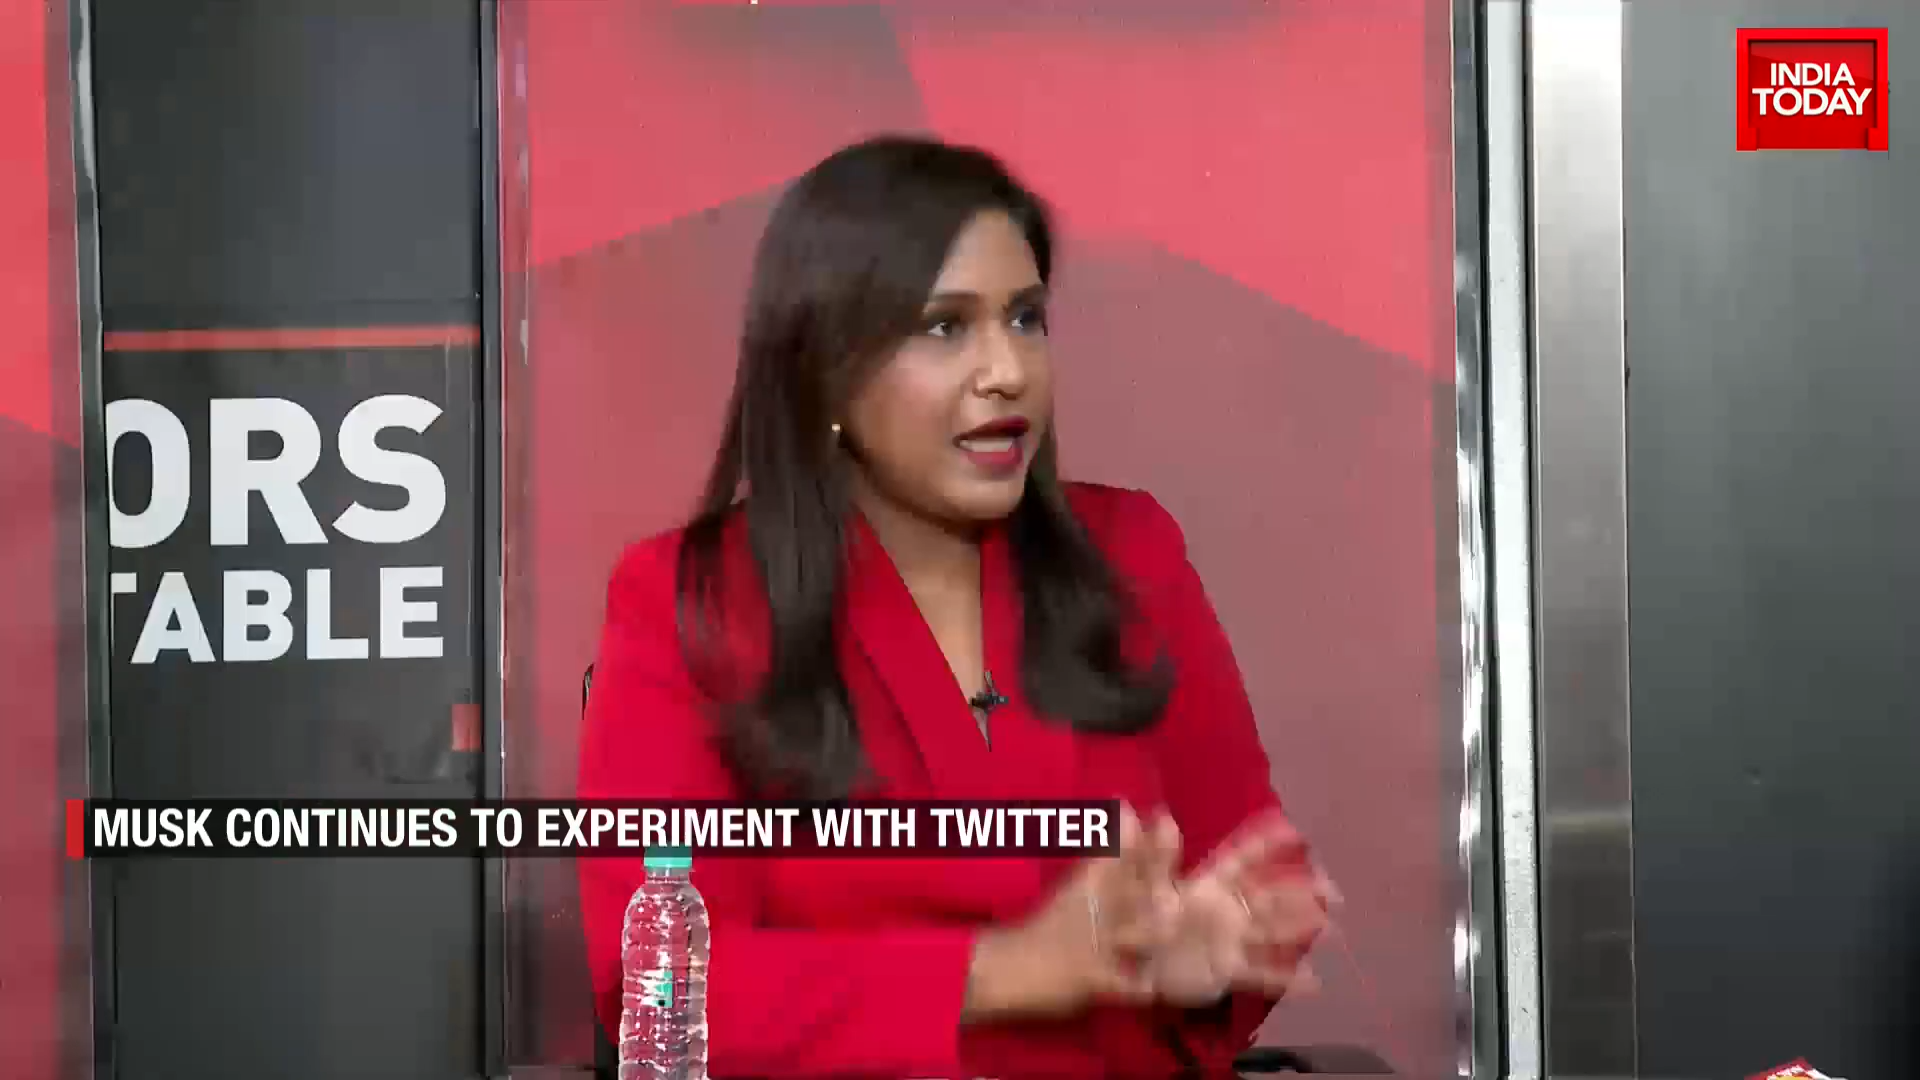 INDIA
TODAY
ORS
TABLE
MUSK CONTINUES TO EXPERIMENT WITH TWITTER